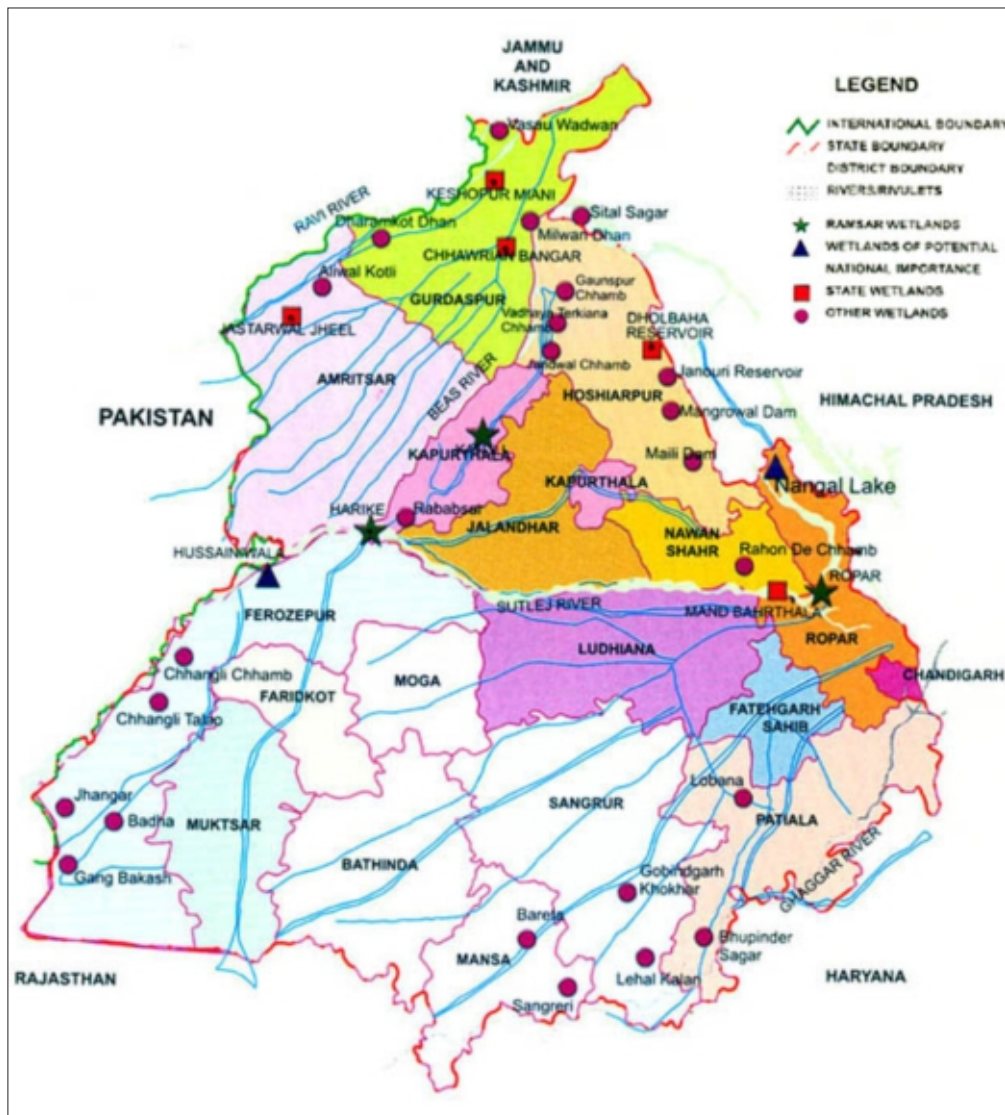 JAMMU
AND
KASHMIR
LEGEND
INTERNATIONAL BOUNDARY
STATE BOUNDARY
DISTRICT BOUNDARY
RIVERS/RIVULETS
RAMSAR WETLANDS
WETLANDS OF POTENTIAL
NATIONAL IMPORTANCE
STATE WETLANDS
OTHER WETLANDS
Vasau Wadwan
KESHOPUR MIANI
RAVI RIVER
Dharamkot Dhan
Sital Sagar
Milwan Dhan
CHHAWRIAN BANGAR
Aliwal Kotli
GURDASPUR
Gaunspur
Chhamb
JASTARWAL JHEEL
Vadhaya Terkiana
Chhamb
DHOLBAHA
RESERVOIR
Jandwal Chhamb
AMRITSAR
BEAS RIVER
HOSHIARPUR
Janouri Reservoir
PAKISTAN
HIMACHAL PRADESH
Mangrowal Dam
KAPURTHALA
Maili Dam
KAPURTHALA
Nangal Lake
HARIKE
Rababsar
JALANDHAR
NAWAN
SHAHR
HUSSAINIWALA
Rahon De Chhamb
ROPAR
SUTLEJ RIVER
MAND BAHRTHALA
FEROZEPUR
LUDHIANA
ROPAR
Chhangli Chhamb
MOGA
CHANDIGARH
FARIDKOT
Chhangli Talao
FATEHGARH
SAHIB
Jhangar
Lobana
SANGRUR
Badha
MUKTSAR
PATIALA
BATHINDA
Gang Bakash
Gobindgarh
Khokhar
GHAGGAR RIVER
Bareta
Bhupinder
Sagar
MANSA
RAJASTHAN
Lehal Kalan
HARYANA
Sangreri